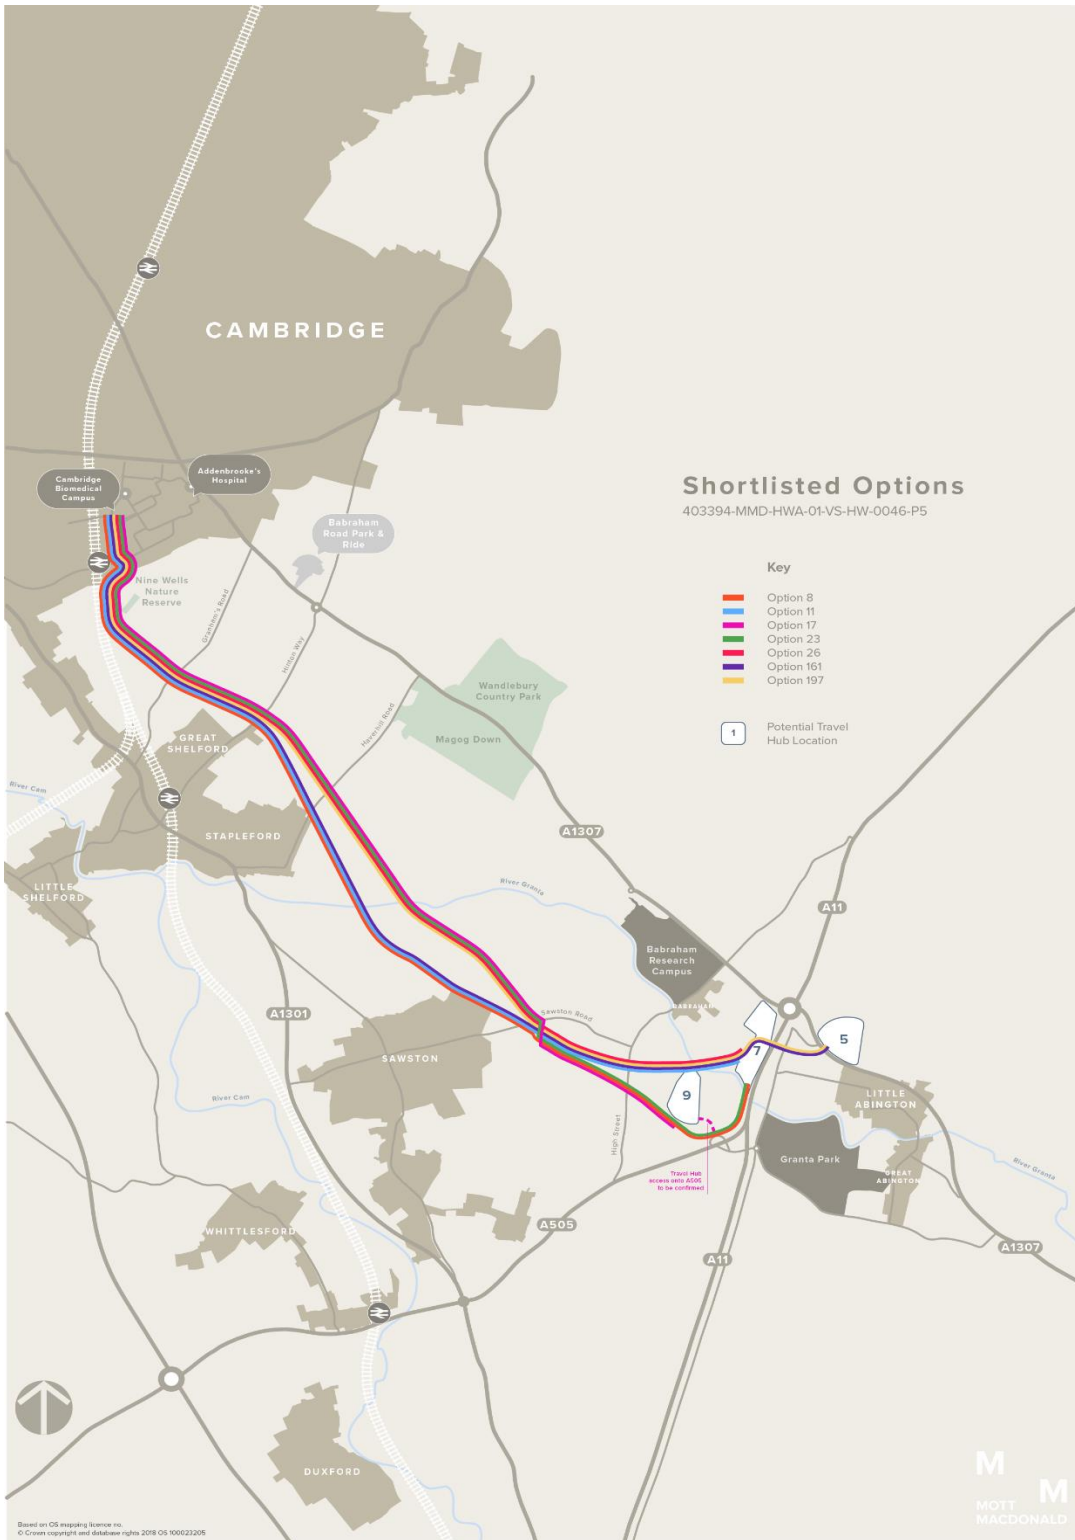 CAMBRIDGE
Cambridge
Biomedical
Campus
Addenbrooke's
Hospital
Shortlisted Options
403394-MMD-HWA-01-VS-HW-0046-P5
Babraham
Road Park &
Ride
Key
Nine Wells
Nature
Reserve
Granham's Road
Hinton Way
Option 8
Option 11
Option 17
Option 23
Option 26
Option 161
Option 197
1
Potential Travel
Hub Location
Wandlebury
Country Park
Haverhill Road
Magog Down
GREAT
SHELFORD
River Cam
STAPLEFORD
A1307
LITTLE
SHELFORD
River Granta
A11
Babraham
Research
Campus
BABRAHAM
A1301
Sawston Road
SAWSTON
7
5
9
River Cam
LITTLE
ABINGTON
High Street
Granta Park
GREAT
ABINGTON
River Granta
Travel Hub
access onto A505
to be confirmed
WHITTLESFORD
A505
A1307
A11
DUXFORD
M
M
MOTT
MACDONALD
Based on OS mapping licence no.
© Crown copyright and database rights 2018 OS 100023205